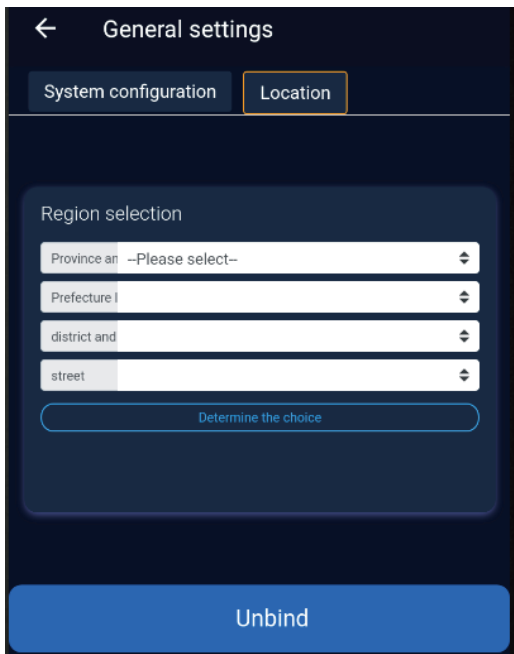 General settings
System configuration
Location
Region selection
Province an --Please select--
Prefecture
district and
street
Determine the choice
Unbind